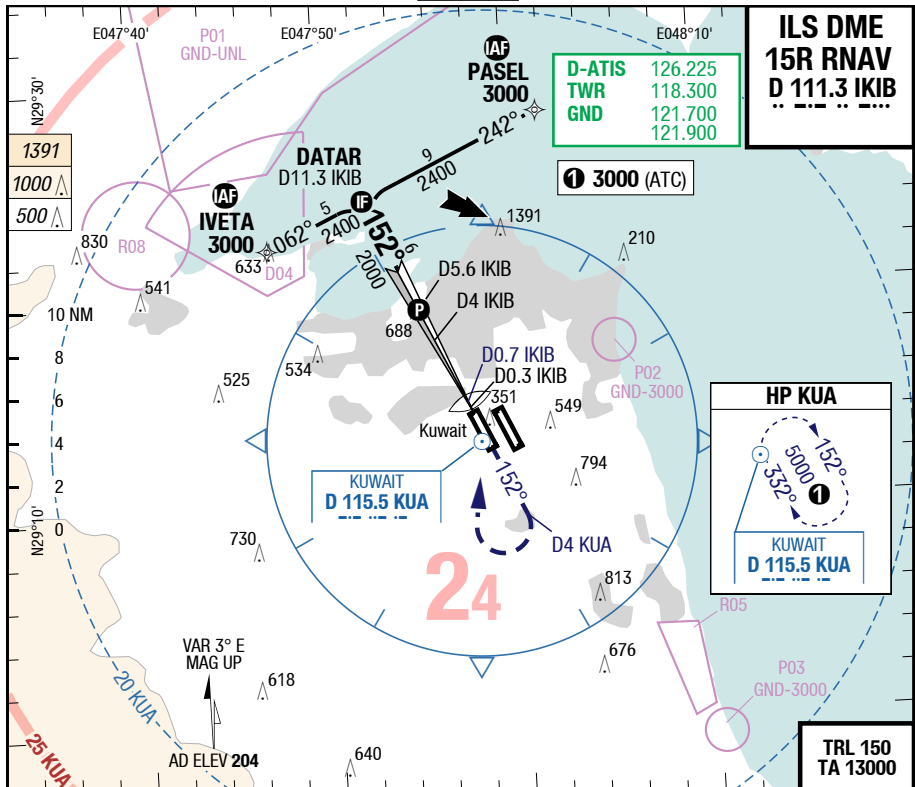 E047°40'
P01
GND-UNL
E047°50'
E048°10'
ILS DME
15R RNAV
D 111.3 IKIB
N29°30'
IAF
PASEL
3000
D-ATIS 126.225
TWR 118.300
GND 121.700
121.900
242°
9
2400
1 3000 (ATC)
1391
1000
500
DATAR
D11.3 IKIB
IF
IAF
IVETA
3000
5
062°
2400
152°
6
2000
1391
210
830
R08
633
D04
541
D5.6 IKIB
P
D4 IKIB
688
10 NM
8
6
4
2
0
534
525
D0.7 IKIB
D0.3 IKIB
351
549
P02
GND-3000
Kuwait
KUWAIT
D 115.5 KUA
152°
794
D4 KUA
HP KUA
152°
5000
1
332°
KUWAIT
D 115.5 KUA
N29°10'
730
24
813
R05
676
P03
GND-3000
VAR 3° E
MAG UP
618
20 KUA
25 KUA
AD ELEV 204
640
TRL 150
TA 13000